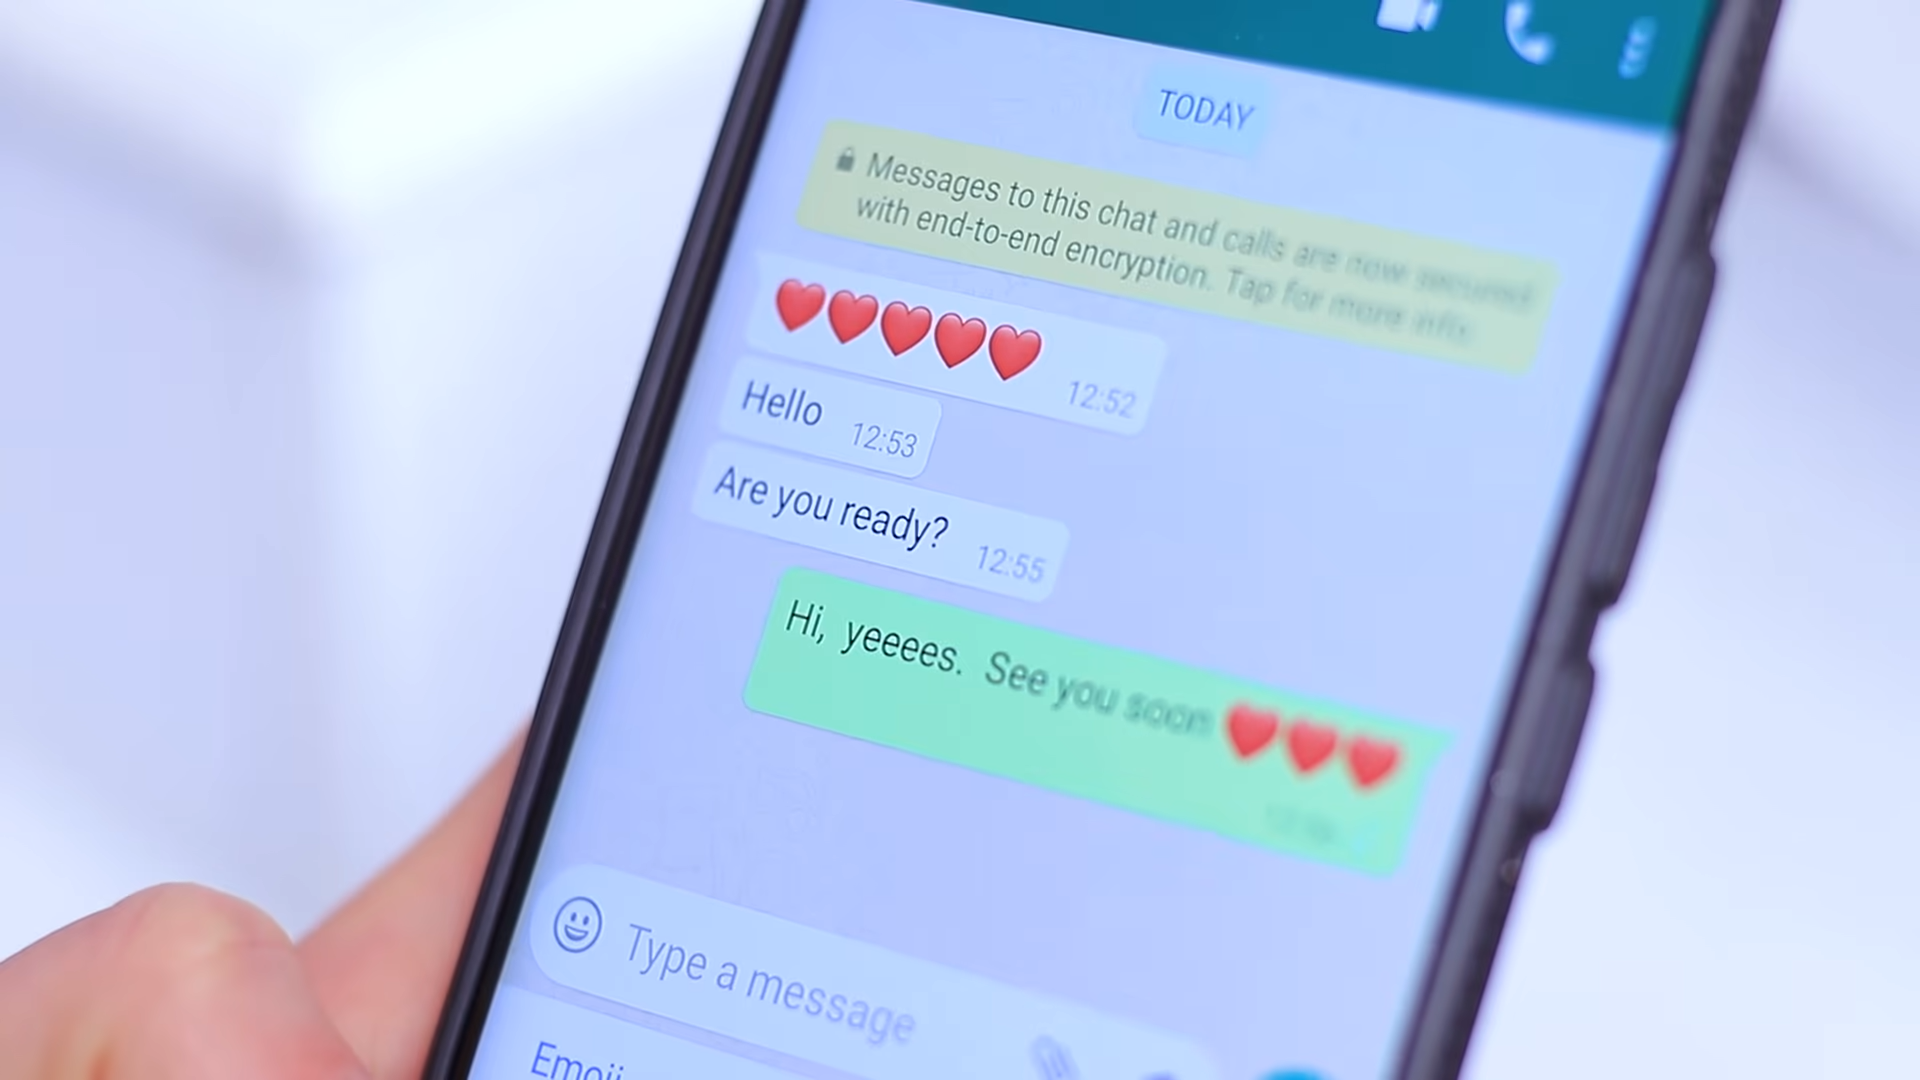 TODAY
Messages to this chat and calls are now secured
with end-to-end encryption. Tap for more info.
❤️❤️❤️❤️❤️ 12:52
Hello 12:53
Are you ready? 12:55
Hi, yeeees. See you soon ❤️❤️❤️
Type a message
Emoji